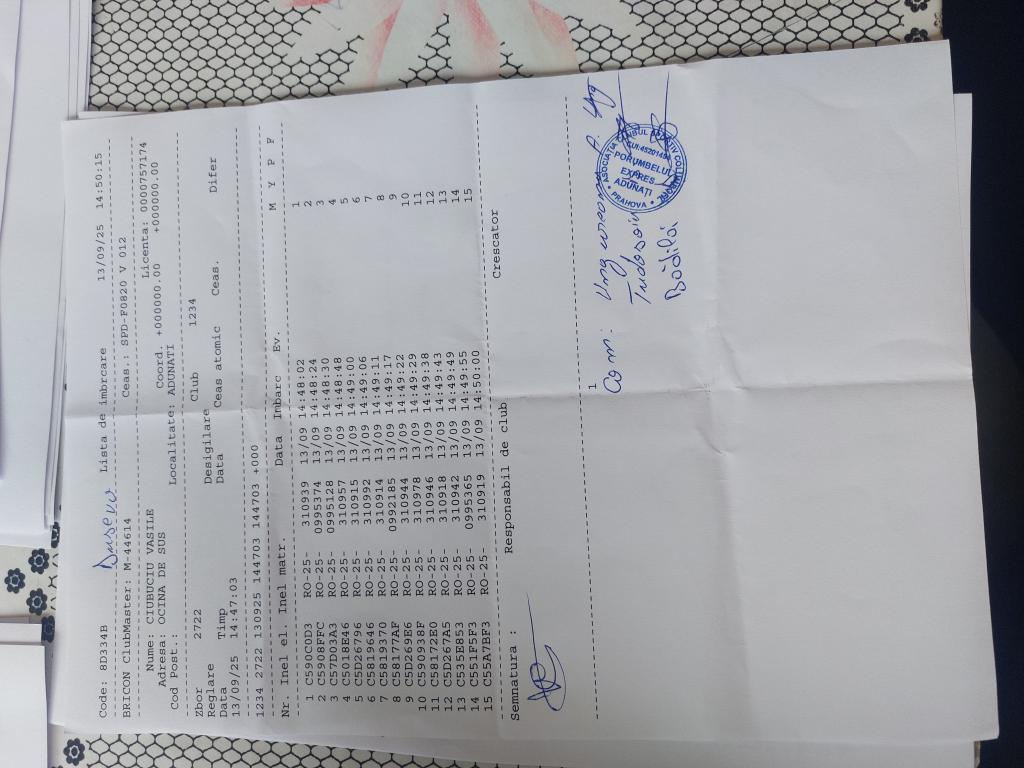 Code: 8D334B Lista de imbrcare 13/09/25 14:50:15
BRICON ClubMaster: M-44614 Ceas.: SPD-F0820 V 012
Nume: CIUBUCIU VASILE Licenta: 0000757174
Adresa: OCINA DE SUS Coord. +000000.00 +000000.00
Cod Post.: Localitate: ADUNATI
Zbor 2722 Club 1234
Reglare Desigilare
Data Timp Data Ceas atomic Ceas. Difer
13/09/25 14:47:03
1234 2722 130925 144703 144703 +000
Nr. Inel el. Inel matr. Data Inbarc Ev. M Y P F
1 C590C0D3 RO-25- 310939 13/09 14:48:02 1
2 C5908FFC RO-25- 0995374 13/09 14:48:24 2
3 C57D03A3 RO-25- 0995128 13/09 14:48:30 3
4 C5018E46 RO-25- 310957 13/09 14:48:48 4
5 C5D26796 RO-25- 310915 13/09 14:49:00 5
6 C5819646 RO-25- 310992 13/09 14:49:06 6
7 C5819370 RO-25- 310914 13/09 14:49:11 7
8 C58177AF RO-25- 0992185 13/09 14:49:17 8
9 C5D269E6 RO-25- 310944 13/09 14:49:22 9
10 C590938F RO-25- 310978 13/09 14:49:29 10
11 C58172E0 RO-25- 310946 13/09 14:49:38 11
12 C5D267A5 RO-25- 310918 13/09 14:49:43 12
13 C535E853 RO-25- 310942 13/09 14:49:49 13
14 C551F5F3 RO-25- 0995365 13/09 14:49:55 14
15 C55A7BF3 RO-25- 310919 13/09 14:50:00 15
Semnatura : Responsabil de club Crescator
1
Com:
Bădilă
PORUMBELUL
EXPRES
ADUNATI
PRAHOVA